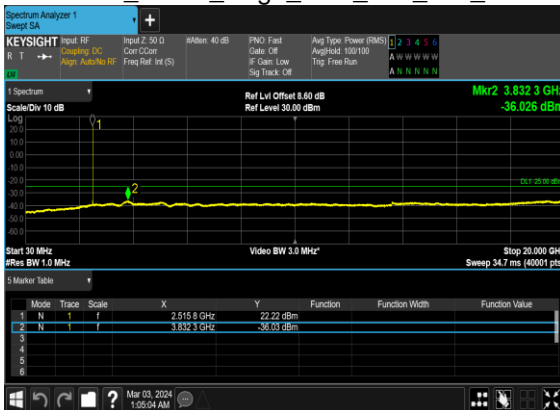 Spectrum Analyzer 1
Swept SA
+
KEYSIGHT Input: RF Input Z: 50 Ω #Atten: 40 dB PNO: Fast Avg Type: Power (RMS) 1 2 3 4 5 6
R T Coupling: DC Corr CCorr Gate: Off Avg|Hold: 100/100 A W W W W W
Align: Auto/No RF Freq Ref: Int (S) IF Gain: Low Trig: Free Run
Sig Track: Off A N N N N N
1 Spectrum Ref Lvl Offset 8.60 dB Mkr2 3.832 3 GHz
Scale/Div 10 dB Ref Level 30.00 dBm -36.026 dBm
Log
20.0
10.0
0.00
-10.0
-20.0
-30.0
-40.0
-50.0
-60.0
1
2
DL1 -25.00 dBm
Start 30 MHz Video BW 3.0 MHz* Stop 20.000 GH
#Res BW 1.0 MHz Sweep 34.7 ms (40001 pts
5 Marker Table
Mode Trace Scale X Y Function Function Width Function Value
1 N 1 f 2.515 8 GHz 22.22 dBm
2 N 1 f 3.832 3 GHz -36.03 dBm
3
4
5
6
? Mar 03, 2024
1:05:04 AM